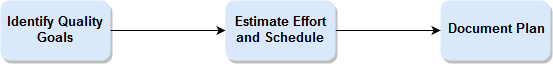 Identify Quality
Goals
Estimate Effort
and Schedule
Document Plan